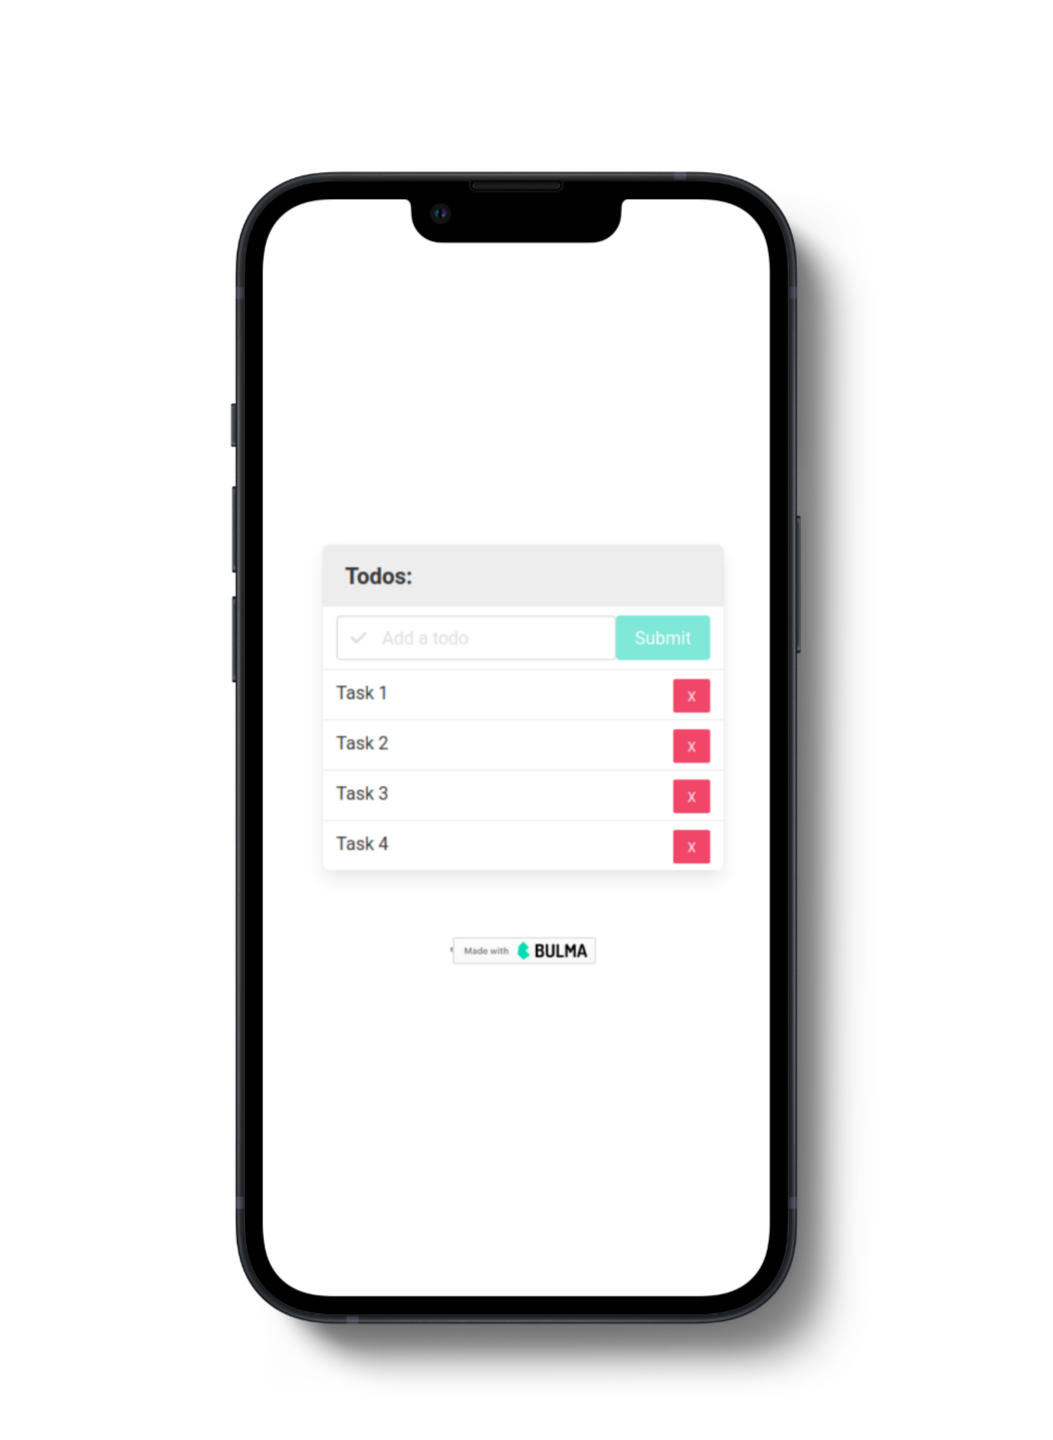 Todos:
Add a todo
Submit
Task 1
x
Task 2
x
Task 3
x
Task 4
x
Made with BULMA